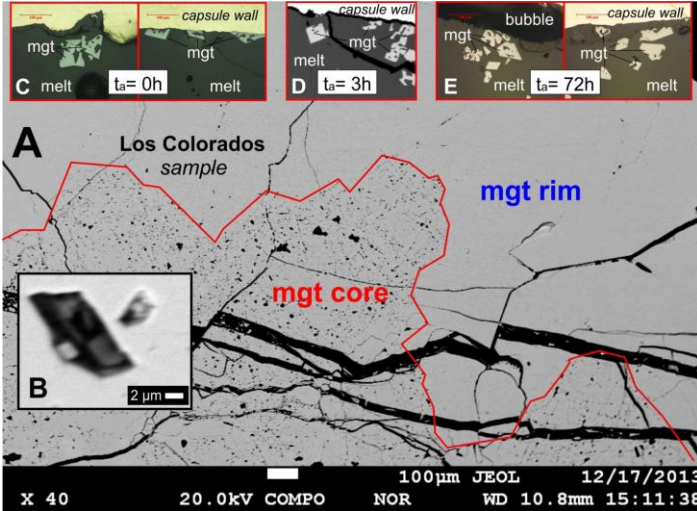 capsule wall
mgt
mgt
melt
melt
C
ta= 0h
capsule wall
mgt
melt
D
ta= 3h
bubble
capsule wall
mgt
mgt
melt
melt
E
ta= 72h
A
Los Colorados
sample
mgt rim
mgt core
B
2 µm
100µm JEOL 12/17/2013
X 40 20.0kV COMPO NOR WD 10.8mm 15:11:38